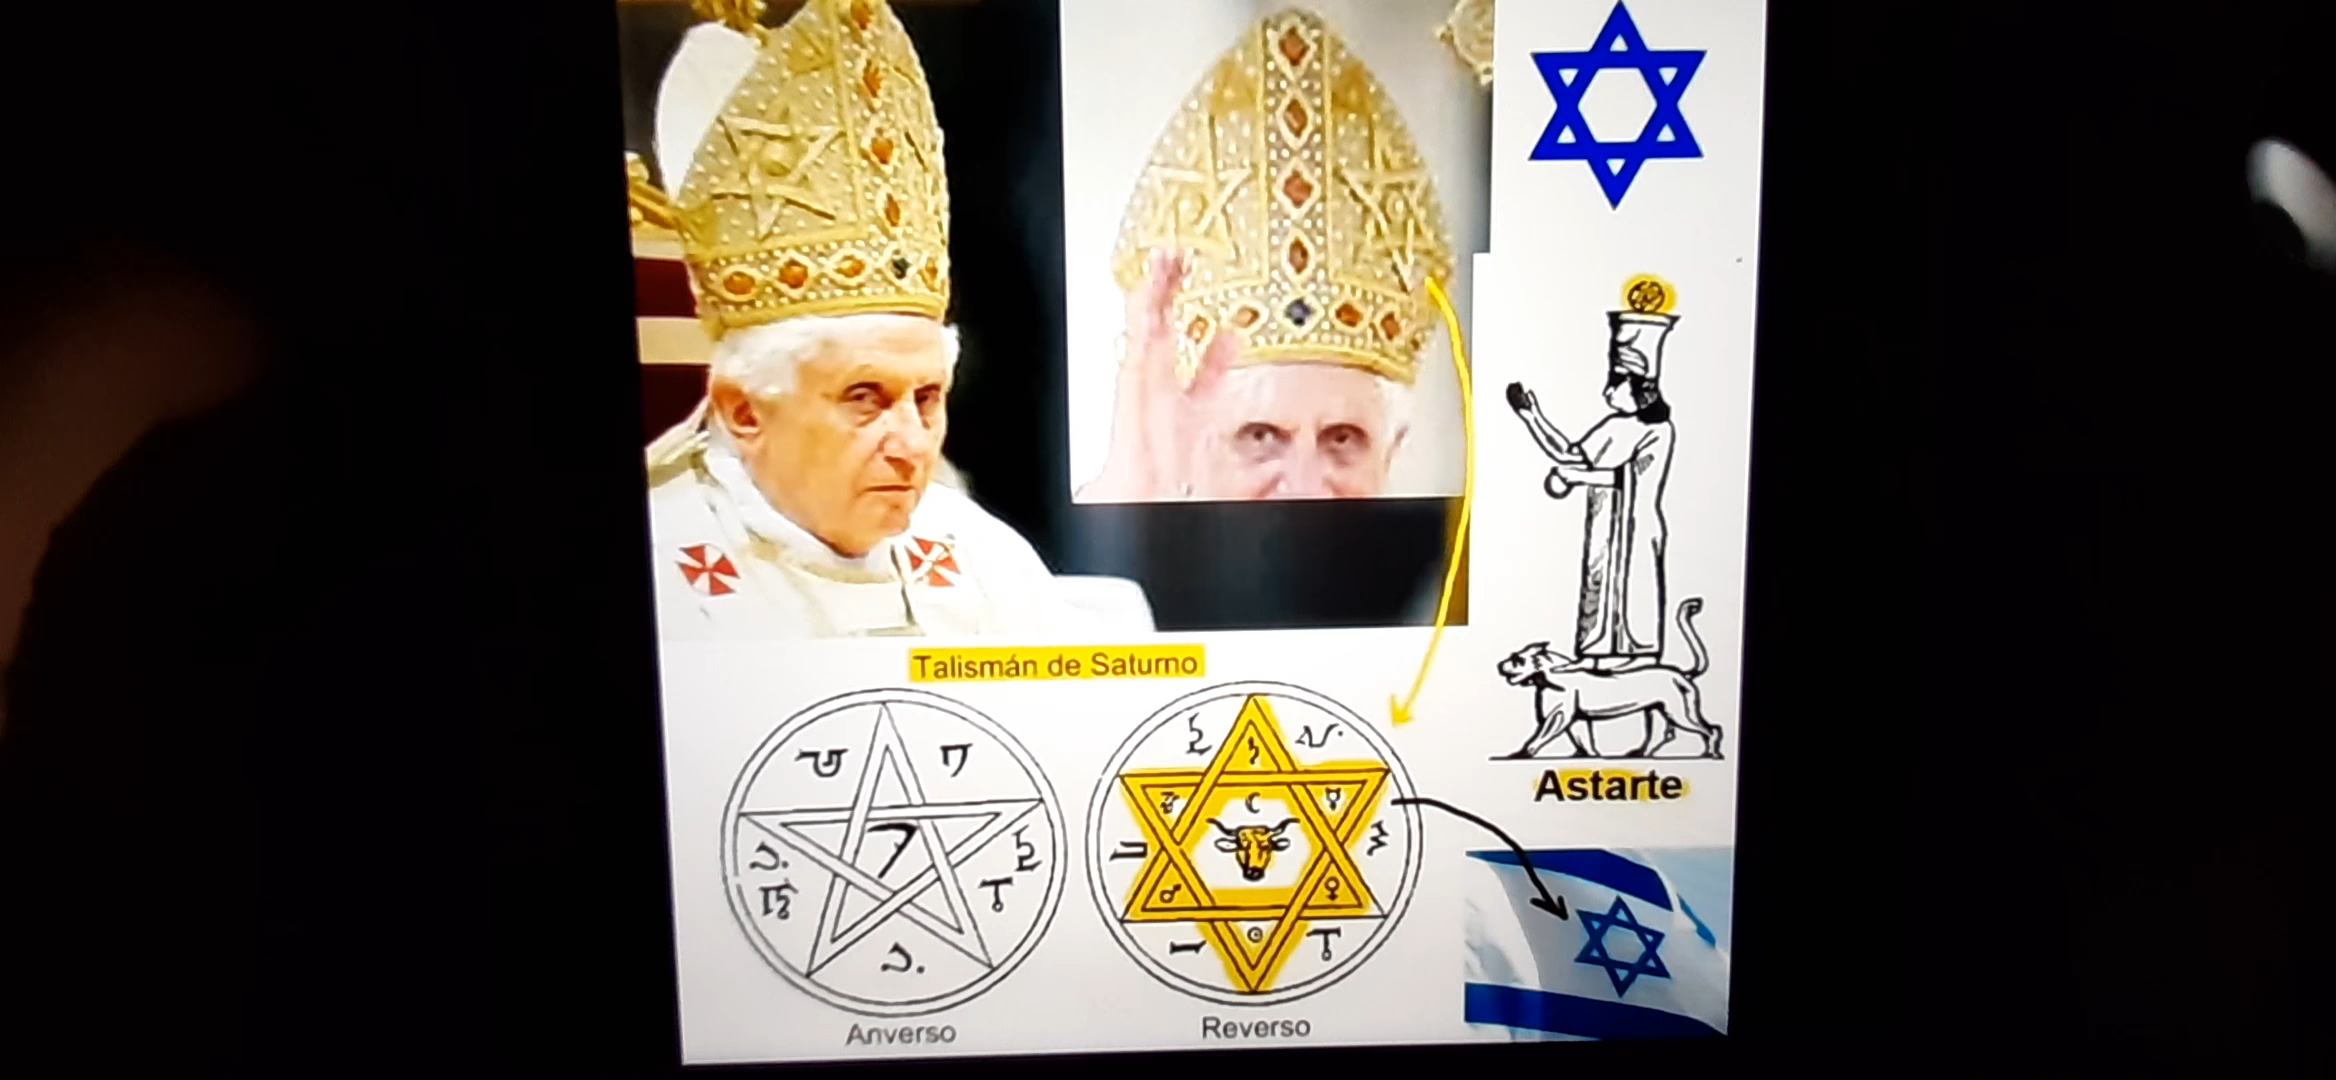 Talismán de Saturno
Astarte
Anverso
Reverso